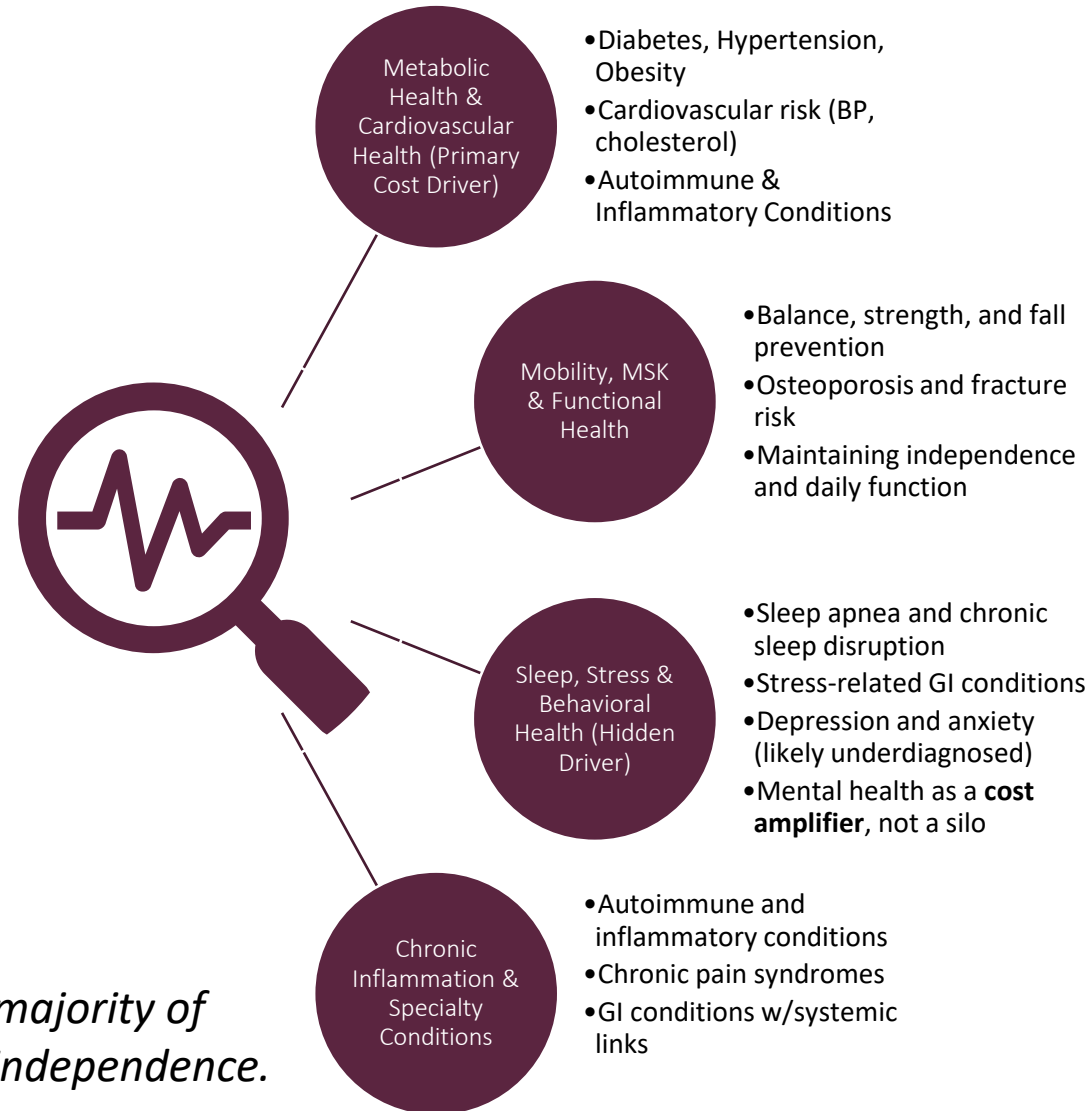 Metabolic
Health &
Cardiovascular
Health (Primary
Cost Driver)
•Diabetes, Hypertension,
Obesity
•Cardiovascular risk (BP,
cholesterol)
•Autoimmune &
Inflammatory Conditions
Mobility, MSK
& Functional
Health
•Balance, strength, and fall
prevention
•Osteoporosis and fracture
risk
•Maintaining independence
and daily function
Sleep, Stress &
Behavioral
Health (Hidden
Driver)
•Sleep apnea and chronic
sleep disruption
•Stress-related GI conditions
•Depression and anxiety
(likely underdiagnosed)
•Mental health as a cost
amplifier, not a silo
Chronic
Inflammation &
Specialty
Conditions
•Autoimmune and
inflammatory conditions
•Chronic pain syndromes
•GI conditions w/systemic
links
majority of
independence.